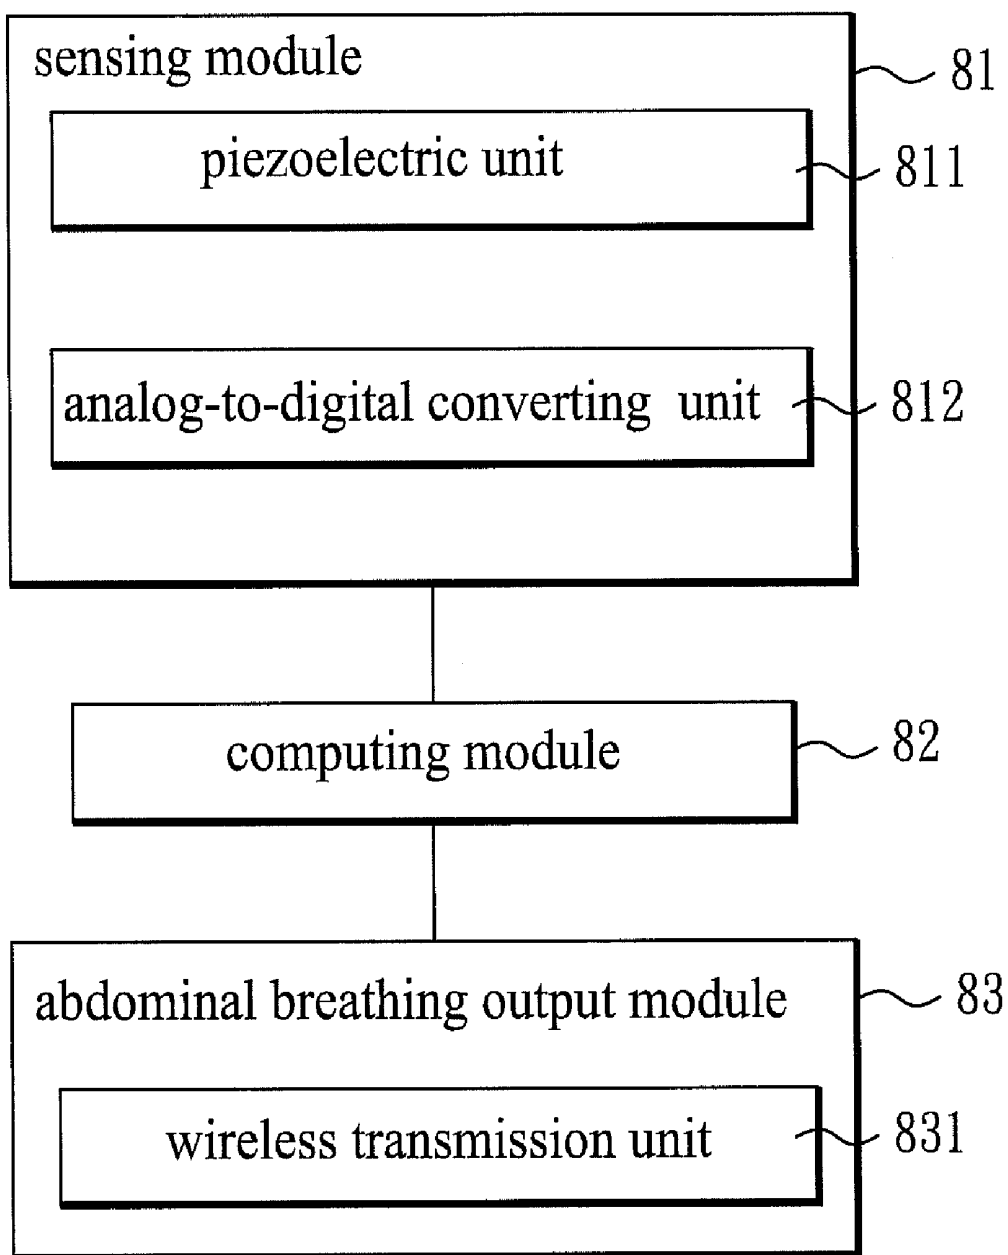 sensing module
81
piezoelectric unit
811
analog-to-digital converting unit
812
computing module
82
abdominal breathing output module
83
wireless transmission unit
831